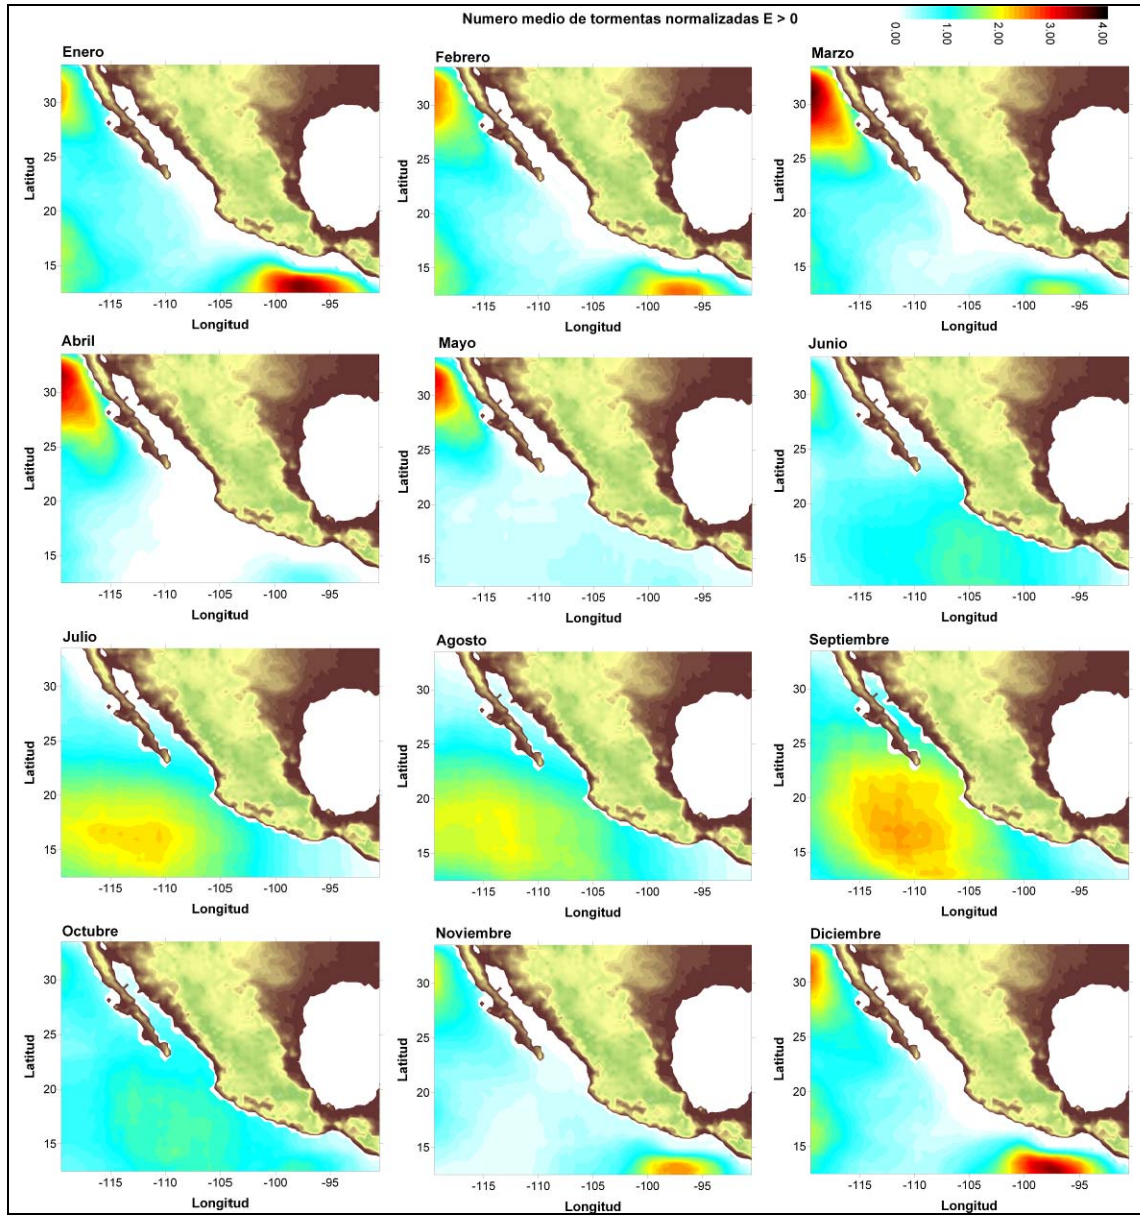 Numero medio de tormentas normalizadas E > 0
0.00 1.00 2.00 3.00 4.00
Enero
Latitud
30
25
20
15
-115 -110 -105 -100 -95
Longitud
Febrero
Latitud
30
25
20
15
-115 -110 -105 -100 -95
Longitud
Marzo
Latitud
30
25
20
15
-115 -110 -105 -100 -95
Longitud
Abril
Latitud
30
25
20
15
-115 -110 -105 -100 -95
Longitud
Mayo
Latitud
30
25
20
15
-115 -110 -105 -100 -95
Longitud
Junio
Latitud
30
25
20
15
-115 -110 -105 -100 -95
Longitud
Julio
Latitud
30
25
20
15
-115 -110 -105 -100 -95
Longitud
Agosto
Latitud
30
25
20
15
-115 -110 -105 -100 -95
Longitud
Septiembre
Latitud
30
25
20
15
-115 -110 -105 -100 -95
Longitud
Octubre
Latitud
30
25
20
15
-115 -110 -105 -100 -95
Longitud
Noviembre
Latitud
30
25
20
15
-115 -110 -105 -100 -95
Longitud
Diciembre
Latitud
30
25
20
15
-115 -110 -105 -100 -95
Longitud